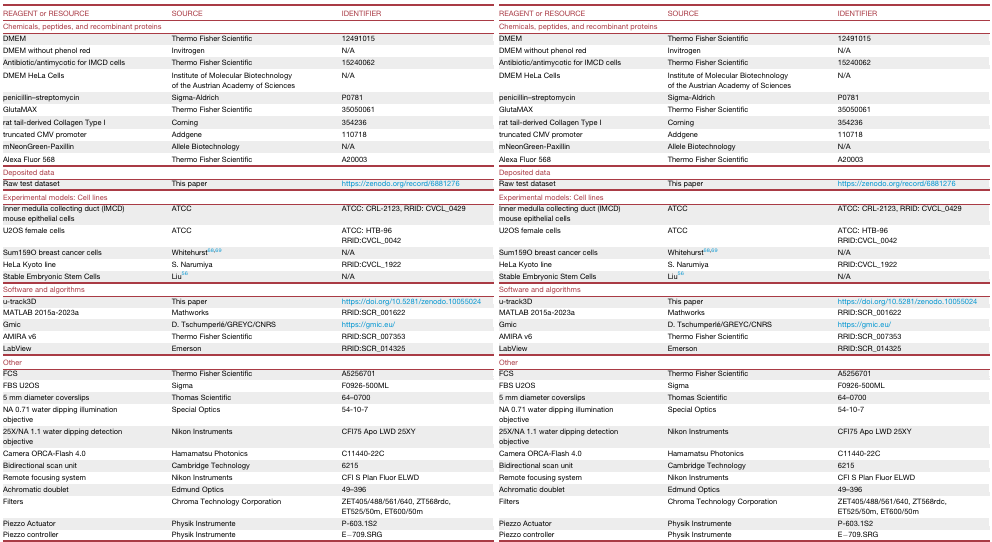 REAGENT or RESOURCE SOURCE IDENTIFIER
Chemicals, peptides, and recombinant proteins
DMEM Thermo Fisher Scientific 12491015
DMEM without phenol red Invitrogen N/A
Antibiotic/antimycotic for IMCD cells Thermo Fisher Scientific 15240062
DMEM HeLa Cells Institute of Molecular Biotechnology N/A
of the Austrian Academy of Sciences
penicillin–streptomycin Sigma-Aldrich P0781
GlutaMAX Thermo Fisher Scientific 35050061
rat tail-derived Collagen Type I Corning 354236
truncated CMV promoter Addgene 110718
mNeonGreen-Paxillin Allele Biotechnology N/A
Alexa Fluor 568 Thermo Fisher Scientific A20003
Deposited data
Raw test dataset This paper https://zenodo.org/record/6881276
Experimental models: Cell lines
Inner medulla collecting duct (IMCD) ATCC ATCC: CRL-2123, RRID: CVCL_0429
mouse epithelial cells
U2OS female cells ATCC ATCC: HTB-96
RRID:CVCL_0042
Sum159O breast cancer cells Whitehurst N/A
HeLa Kyoto line S. Narumiya RRID:CVCL_1922
Stable Embryonic Stem Cells Liu N/A
Software and algorithms
u-track3D This paper https://doi.org/10.5281/zenodo.10055024
MATLAB 2015a-2023a Mathworks RRID:SCR_001622
Gmic D. Tschumperlé/GREYC/CNRS https://gmic.eu/
AMIRA v6 Thermo Fisher Scientific RRID:SCR_007353
LabView Emerson RRID:SCR_014325
Other
FCS Thermo Fisher Scientific A5256701
FBS U2OS Sigma F0926-500ML
5 mm diameter coverslips Thomas Scientific 64–0700
NA 0.71 water dipping illumination Special Optics 54-10-7
objective
25X/NA 1.1 water dipping detection Nikon Instruments CFI75 Apo LWD 25XY
objective
Camera ORCA-Flash 4.0 Hamamatsu Photonics C11440-22C
Bidirectional scan unit Cambridge Technology 6215
Remote focusing system Nikon Instruments CFI S Plan Fluor ELWD
Achromatic doublet Edmund Optics 49–396
Filters Chroma Technology Corporation ZET405/488/561/640, ZT568rdc,
ET525/50m, ET600/50m
Piezzo Actuator Physik Instrumente P-603.1S2
Piezzo controller Physik Instrumente E–709.SRG
REAGENT or RESOURCE SOURCE IDENTIFIER
Chemicals, peptides, and recombinant proteins
DMEM Thermo Fisher Scientific 12491015
DMEM without phenol red Invitrogen N/A
Antibiotic/antimycotic for IMCD cells Thermo Fisher Scientific 15240062
DMEM HeLa Cells Institute of Molecular Biotechnology N/A
of the Austrian Academy of Sciences
penicillin–streptomycin Sigma-Aldrich P0781
GlutaMAX Thermo Fisher Scientific 35050061
rat tail-derived Collagen Type I Corning 354236
truncated CMV promoter Addgene 110718
mNeonGreen-Paxillin Allele Biotechnology N/A
Alexa Fluor 568 Thermo Fisher Scientific A20003
Deposited data
Raw test dataset This paper https://zenodo.org/record/6881276
Experimental models: Cell lines
Inner medulla collecting duct (IMCD) ATCC ATCC: CRL-2123, RRID: CVCL_0429
mouse epithelial cells
U2OS female cells ATCC ATCC: HTB-96
RRID:CVCL_0042
Sum159O breast cancer cells Whitehurst N/A
HeLa Kyoto line S. Narumiya RRID:CVCL_1922
Stable Embryonic Stem Cells Liu N/A
Software and algorithms
u-track3D This paper https://doi.org/10.5281/zenodo.10055024
MATLAB 2015a-2023a Mathworks RRID:SCR_001622
Gmic D. Tschumperlé/GREYC/CNRS https://gmic.eu/
AMIRA v6 Thermo Fisher Scientific RRID:SCR_007353
LabView Emerson RRID:SCR_014325
Other
FCS Thermo Fisher Scientific A5256701
FBS U2OS Sigma F0926-500ML
5 mm diameter coverslips Thomas Scientific 64–0700
NA 0.71 water dipping illumination Special Optics 54-10-7
objective
25X/NA 1.1 water dipping detection Nikon Instruments CFI75 Apo LWD 25XY
objective
Camera ORCA-Flash 4.0 Hamamatsu Photonics C11440-22C
Bidirectional scan unit Cambridge Technology 6215
Remote focusing system Nikon Instruments CFI S Plan Fluor ELWD
Achromatic doublet Edmund Optics 49–396
Filters Chroma Technology Corporation ZET405/488/561/640, ZT568rdc,
ET525/50m, ET600/50m
Piezzo Actuator Physik Instrumente P-603.1S2
Piezzo controller Physik Instrumente E–709.SRG